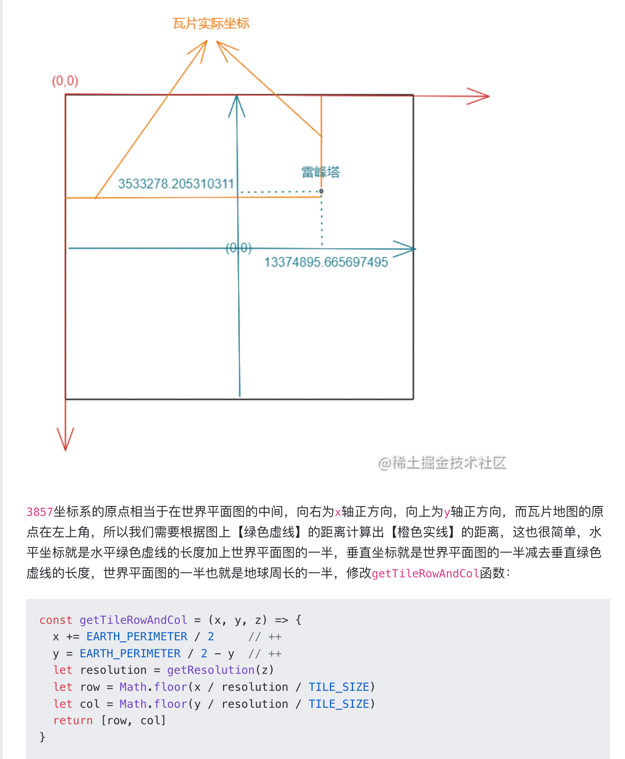 瓦片实际坐标
(0,0)
雷峰塔
3533278.205310311
(0,0)
13374895.665697495
@稀土掘金技术社区
3857坐标系的原点相当于在世界平面图的中间，向右为x轴正方向，向上为y轴正方向，而瓦片地图的原
点在左上角，所以我们需要根据图上【绿色虚线】的距离计算出【橙色实线】的距离，这也很简单，水
平坐标就是水平绿色虚线的长度加上世界平面图的一半，垂直坐标就是世界平面图的一半减去垂直绿色
虚线的长度，世界平面图的一半也就是地球周长的一半，修改getTileRowAndCol函数：
const getTileRowAndCol = (x, y, z) => {
  x += EARTH_PERIMETER / 2     // ++
  y = EARTH_PERIMETER / 2 - y  // ++
  let resolution = getResolution(z)
  let row = Math.floor(x / resolution / TILE_SIZE)
  let col = Math.floor(y / resolution / TILE_SIZE)
  return [row, col]
}